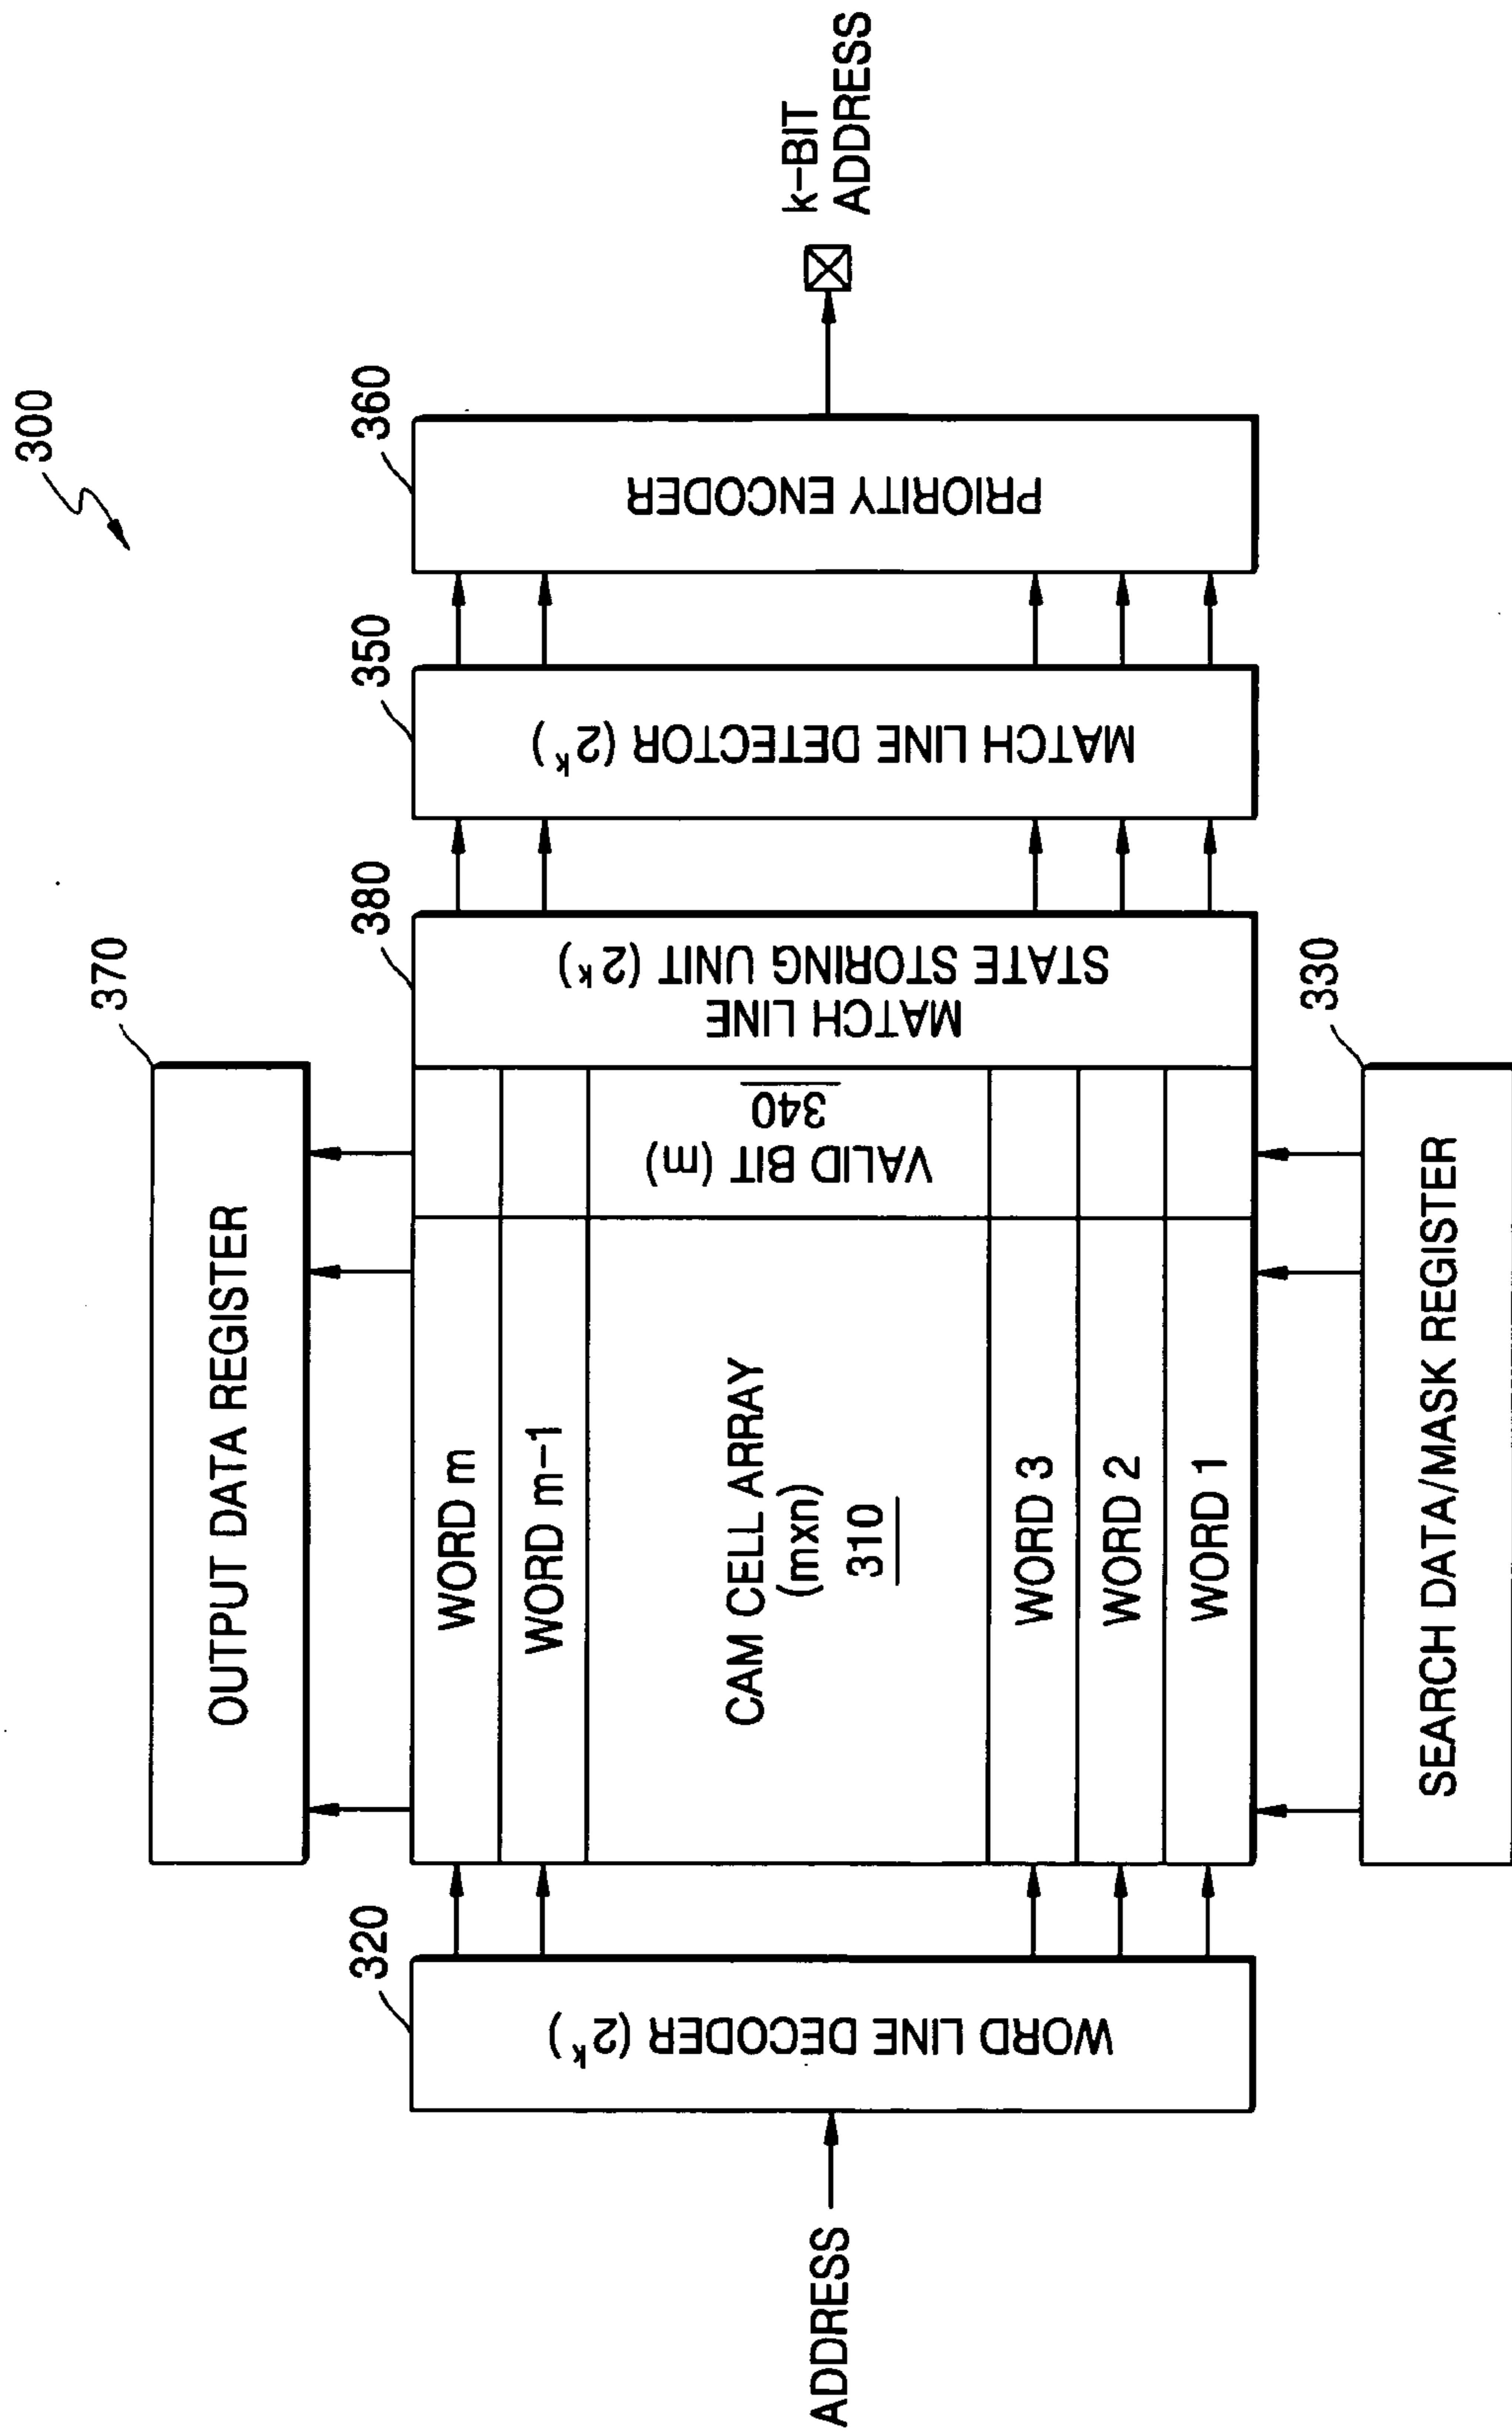 300
370
OUTPUT DATA REGISTER
320
WORD LINE DECODER (2ᵏ)
ADDRESS
WORD m
WORD m-1
CAM CELL ARRAY
(mxn)
310
WORD 3
WORD 2
WORD 1
VALID BIT (m)
340
380
MATCH LINE
STATE STORING UNIT (2ᵏ)
350
MATCH LINE DETECTOR (2ᵏ)
360
PRIORITY ENCODER
k-BIT
ADDRESS
330
SEARCH DATA/MASK REGISTER